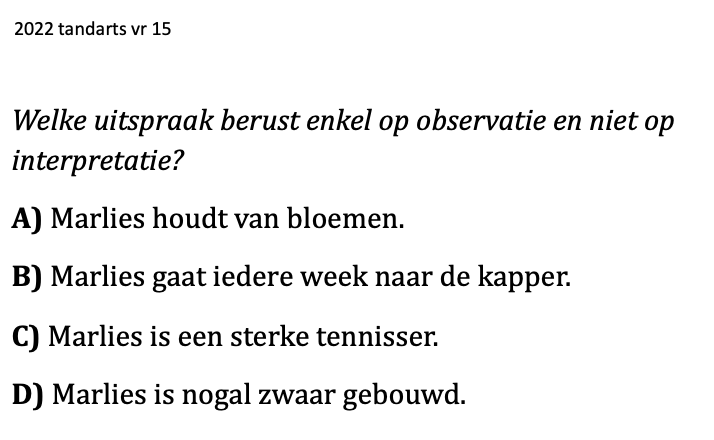 2022 tandarts vr 15
Welke uitspraak berust enkel op observatie en niet op
interpretatie?
A) Marlies houdt van bloemen.
B) Marlies gaat iedere week naar de kapper.
C) Marlies is een sterke tennisser.
D) Marlies is nogal zwaar gebouwd.